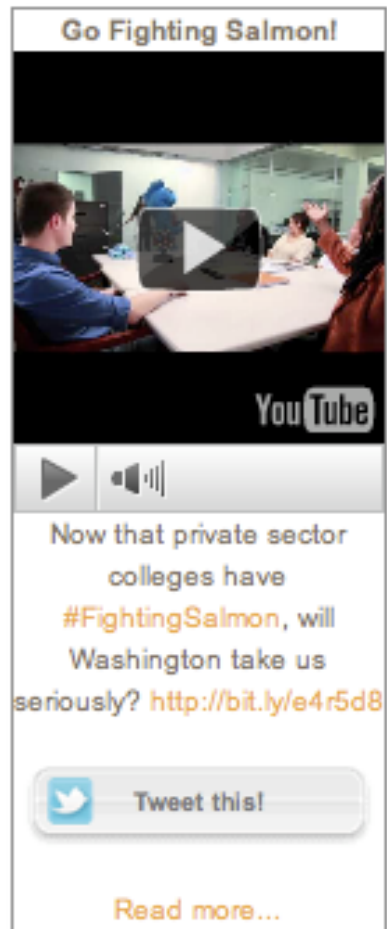 Go Fighting Salmon!
YouTube
Now that private sector
colleges have
#FightingSalmon, will
Washington take us
seriously? http://bit.ly/e4r5d8
Tweet this!
Read more...